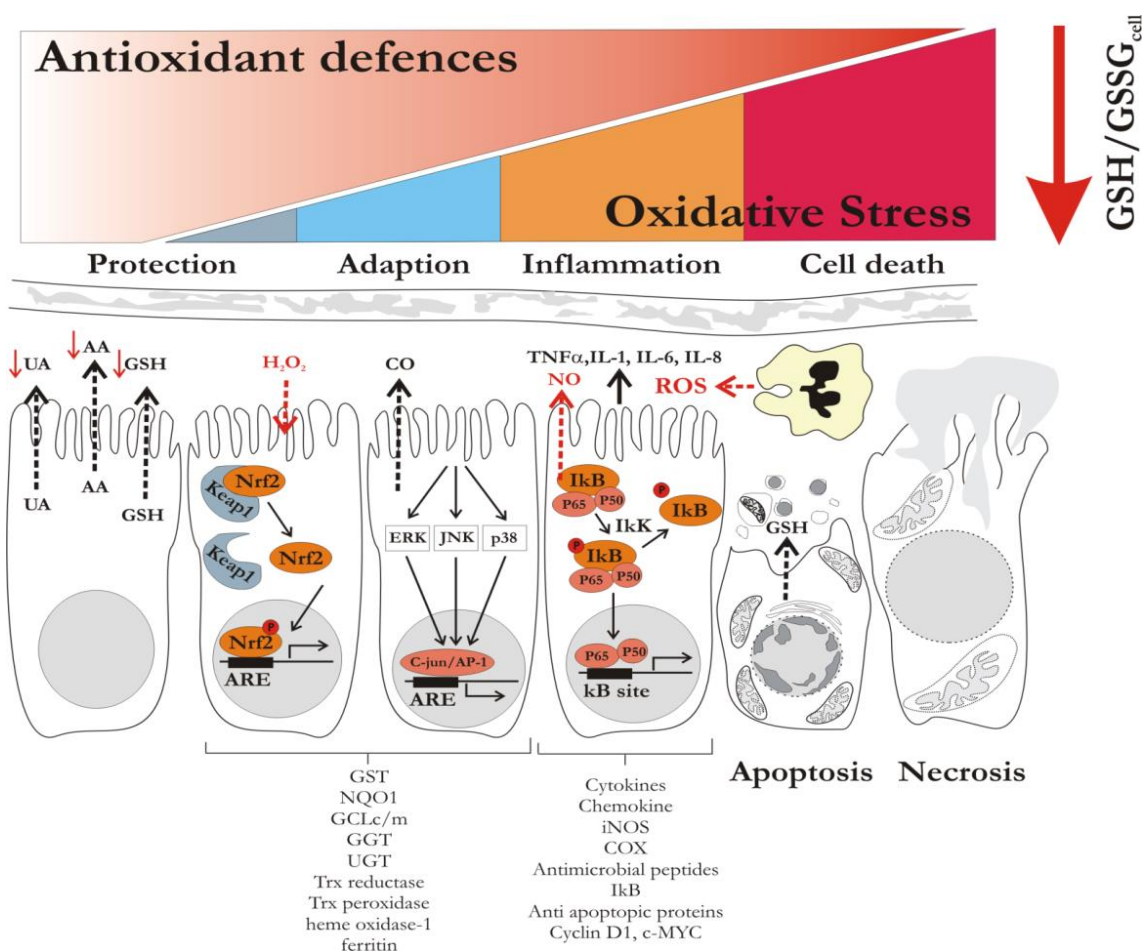 Antioxidant defences
Oxidative Stress
GSH/GSSGcell
Protection
Adaption
Inflammation
Cell death
UA
AA
GSH
UA
AA
GSH
H₂O₂
Keap1
Nrf2
Keap1
Nrf2
P
Nrf2
ARE
CO
ERK
JNK
p38
C-jun/AP-1
ARE
TNFα,IL-1, IL-6, IL-8
NO
ROS
IkB
P65
P50
P
IkB
IkK
P
IkB
P65
P50
P65
P50
kB site
GSH
Apoptosis
Necrosis
GST
NQO1
GCLc/m
GGT
UGT
Trx reductase
Trx peroxidase
heme oxidase-1
ferritin
Cytokines
Chemokine
iNOS
COX
Antimicrobial peptides
IkB
Anti apoptopic proteins
Cyclin D1, c-MYC